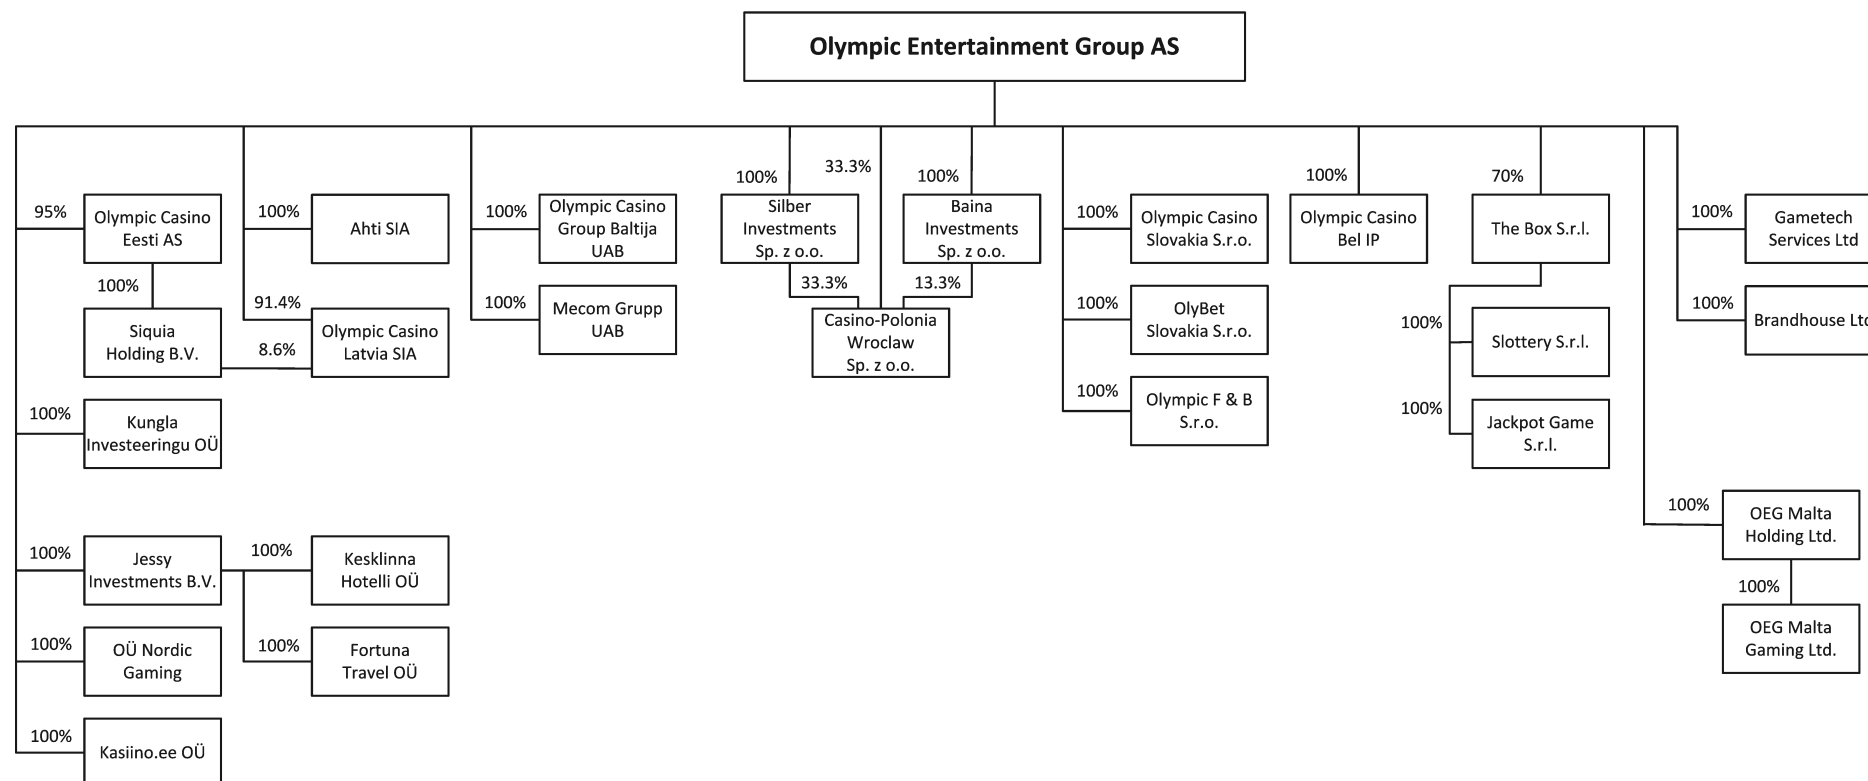 Olympic Entertainment Group AS
95%
Olympic Casino
Eesti AS
100%
Siquia
Holding B.V.
100%
Kungla
Investeeringu OÜ
100%
Jessy
Investments B.V.
100%
OÜ Nordic
Gaming
100%
Kasiino.ee OÜ
100%
Ahti SIA
91.4%
8.6%
Olympic Casino
Latvia SIA
100%
Kesklinna
Hotelli OÜ
100%
Fortuna
Travel OÜ
100%
Olympic Casino
Group Baltija
UAB
100%
Mecom Grupp
UAB
100%
Silber
Investments
Sp. z o.o.
33.3%
33.3%
100%
Baina
Investments
Sp. z o.o.
13.3%
Casino-Polonia
Wroclaw
Sp. z o.o.
100%
Olympic Casino
Slovakia S.r.o.
100%
OlyBet
Slovakia S.r.o.
100%
Olympic F & B
S.r.o.
100%
Olympic Casino
Bel IP
70%
The Box S.r.l.
100%
Slottery S.r.l.
100%
Jackpot Game
S.r.l.
100%
Gametech
Services Ltd
100%
Brandhouse Ltd
100%
OEG Malta
Holding Ltd.
100%
OEG Malta
Gaming Ltd.